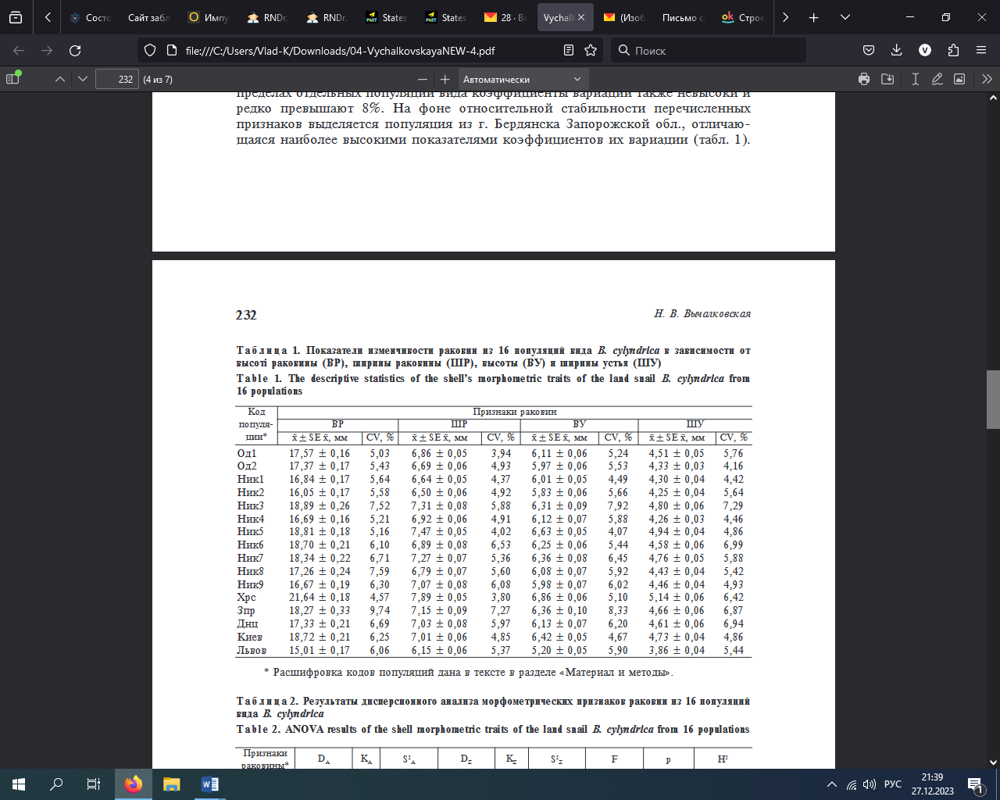 Состо
Сайт забл
Импу
RNDr.
RNDr.
States
States
28 · Вх
Vychalk
(Изоб
Письмо с
Строе
file:///C:/Users/Vlad-K/Downloads/04-VychalkovskayaNEW-4.pdf
Поиск
232
(4 из 7)
Автоматически
пределах отдельных популяций вида коэффициенты вариации также невысоки и
редко превышают 8%. На фоне относительной стабильности перечисленных
признаков выделяется популяция из г. Бердянска Запорожской обл., отличаю-
щаяся наиболее высокими показателями коэффициентов их вариации (табл. 1).
232
Н. В. Вычалковская
Таблица 1. Показатели изменчивости раковин из 16 популяций вида B. cylyndrica в зависимости от
высоті раковины (ВР), ширины раковины (ШР), высоты (ВУ) и ширины устья (ШУ)
Table 1. The descriptive statistics of the shell's morphometric traits of the land snail B. cylyndrica from
16 populations
Код популя-ции* Признаки раковин
ВР ШР ВУ ШУ
x̄ ± SE x̄, мм CV, % x̄ ± SE x̄, мм CV, % x̄ ± SE x̄, мм CV, % x̄ ± SE x̄, мм CV, %
Од1 17,57 ± 0,16 5,03 6,86 ± 0,05 3,94 6,11 ± 0,06 5,24 4,51 ± 0,05 5,76
Од2 17,37 ± 0,17 5,43 6,69 ± 0,06 4,93 5,97 ± 0,06 5,53 4,33 ± 0,03 4,16
Ник1 16,84 ± 0,17 5,64 6,64 ± 0,05 4,37 6,01 ± 0,05 4,49 4,30 ± 0,04 4,42
Ник2 16,05 ± 0,17 5,58 6,50 ± 0,06 4,92 5,83 ± 0,06 5,66 4,25 ± 0,04 5,64
Ник3 18,89 ± 0,26 7,52 7,31 ± 0,08 5,88 6,31 ± 0,09 7,92 4,80 ± 0,06 7,29
Ник4 16,69 ± 0,16 5,21 6,92 ± 0,06 4,91 6,12 ± 0,07 5,88 4,26 ± 0,03 4,46
Ник5 18,81 ± 0,18 5,16 7,47 ± 0,05 4,02 6,63 ± 0,05 4,07 4,94 ± 0,04 4,86
Ник6 18,70 ± 0,21 6,10 6,89 ± 0,08 6,53 6,25 ± 0,06 5,44 4,58 ± 0,06 6,99
Ник7 18,34 ± 0,22 6,71 7,27 ± 0,07 5,36 6,36 ± 0,08 6,45 4,76 ± 0,05 5,88
Ник8 17,26 ± 0,24 7,59 6,79 ± 0,07 5,60 6,08 ± 0,07 5,92 4,43 ± 0,04 5,42
Ник9 16,67 ± 0,19 6,30 7,07 ± 0,08 6,08 5,98 ± 0,07 6,02 4,46 ± 0,04 4,93
Хрс 21,64 ± 0,18 4,57 7,89 ± 0,05 3,80 6,86 ± 0,06 5,10 5,14 ± 0,06 6,42
Зпр 18,27 ± 0,33 9,74 7,15 ± 0,09 7,27 6,36 ± 0,10 8,33 4,66 ± 0,06 6,87
Днц 17,33 ± 0,21 6,69 7,03 ± 0,08 5,97 6,13 ± 0,07 6,20 4,61 ± 0,06 6,94
Киев 18,72 ± 0,21 6,25 7,01 ± 0,06 4,85 6,42 ± 0,05 4,67 4,73 ± 0,04 4,86
Львов 15,01 ± 0,17 6,06 6,15 ± 0,06 5,37 5,20 ± 0,05 5,90 3,86 ± 0,04 5,44
* Расшифровка кодов популяций дана в тексте в разделе «Материал и методы».
Таблица 2. Результаты дисперсионного анализа морфометрических признаков раковин из 16 популяций
вида B. cylyndrica
Table 2. ANOVA results of the shell morphometric traits of the land snail B. cylyndrica from 16 populations
Признаки раковины* D_A K_A S²_A D_Z K_Z S²_Z F p H²
РУС
21:39
27.12.2023
1